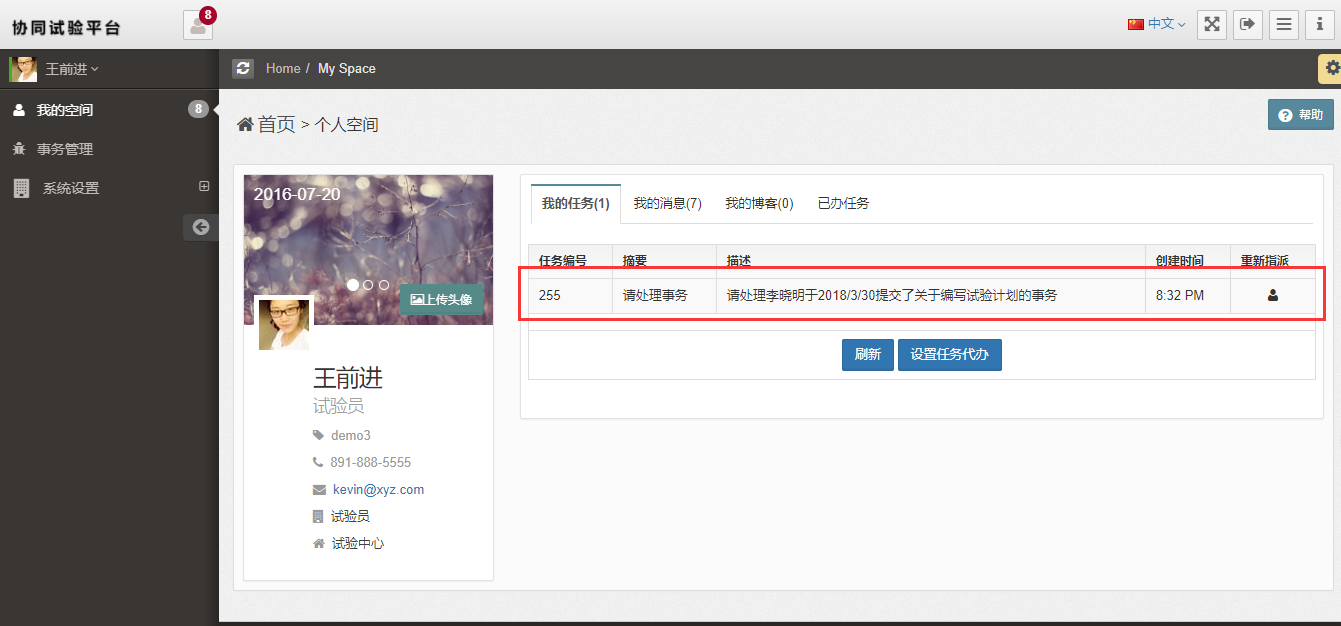 协同试验平台
8
中文
王前进
Home / My Space
我的空间
8
事务管理
系统设置
首页 > 个人空间
帮助
2016-07-20
上传头像
王前进
试验员
demo3
891-888-5555
kevin@xyz.com
试验员
试验中心
我的任务(1) 我的消息(7) 我的博客(0) 已办任务
任务编号 摘要 描述 创建时间 重新指派
255 请处理事务 请处理李晓明于2018/3/30提交了关于编写试验计划的事务 8:32 PM
刷新 设置任务代办